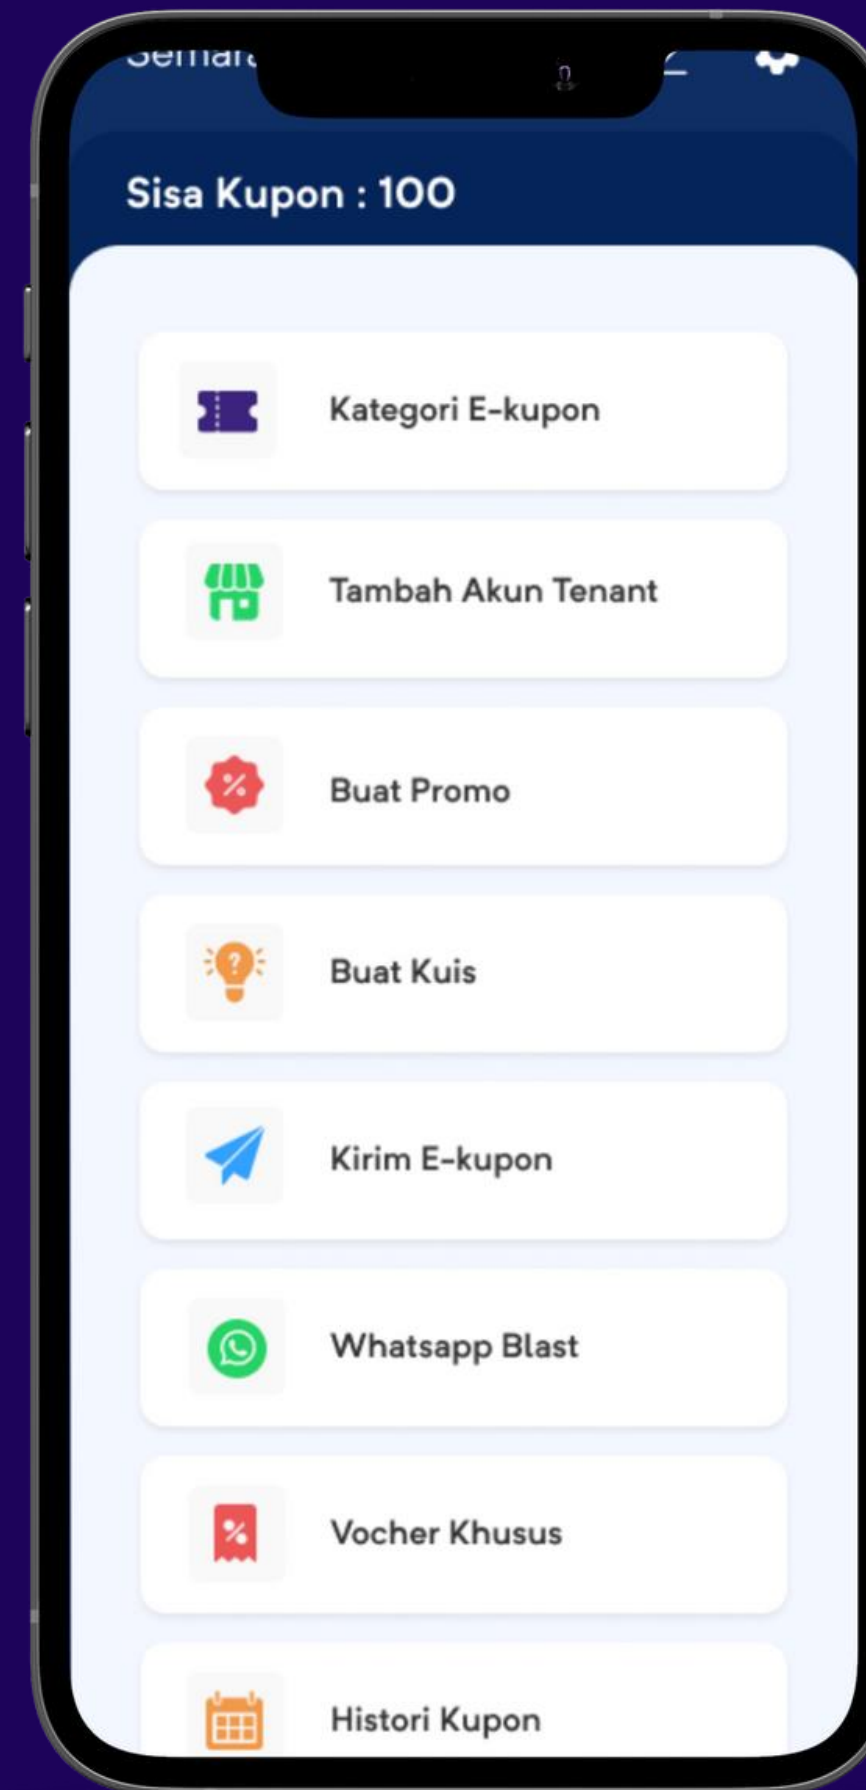 Sisa Kupon : 100
Kategori E-kupon
Tambah Akun Tenant
Buat Promo
Buat Kuis
Kirim E-kupon
Whatsapp Blast
Vocher Khusus
Histori Kupon